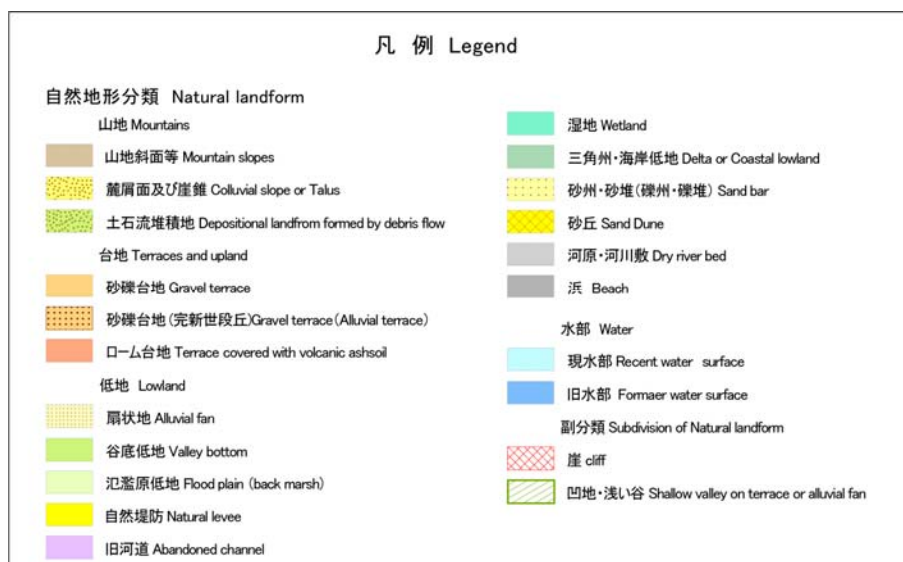 凡 例 Legend
自然地形分類 Natural landform
山地 Mountains
山地斜面等 Mountain slopes
麓屑面及び崖錐 Colluvial slope or Talus
土石流堆積地 Depositional landfrom formed by debris flow
台地 Terraces and upland
砂礫台地 Gravel terrace
砂礫台地(完新世段丘)Gravel terrace(Alluvial terrace)
ローム台地 Terrace covered with volcanic ashsoil
低地 Lowland
扇状地 Alluvial fan
谷底低地 Valley bottom
氾濫原低地 Flood plain (back marsh)
自然堤防 Natural levee
旧河道 Abandoned channel
湿地 Wetland
三角州・海岸低地 Delta or Coastal lowland
砂州・砂堆(礫州・礫堆) Sand bar
砂丘 Sand Dune
河原・河川敷 Dry river bed
浜 Beach
水部 Water
現水部 Recent water surface
旧水部 Formaer water surface
副分類 Subdivision of Natural landform
崖 cliff
凹地・浅い谷 Shallow valley on terrace or alluvial fan